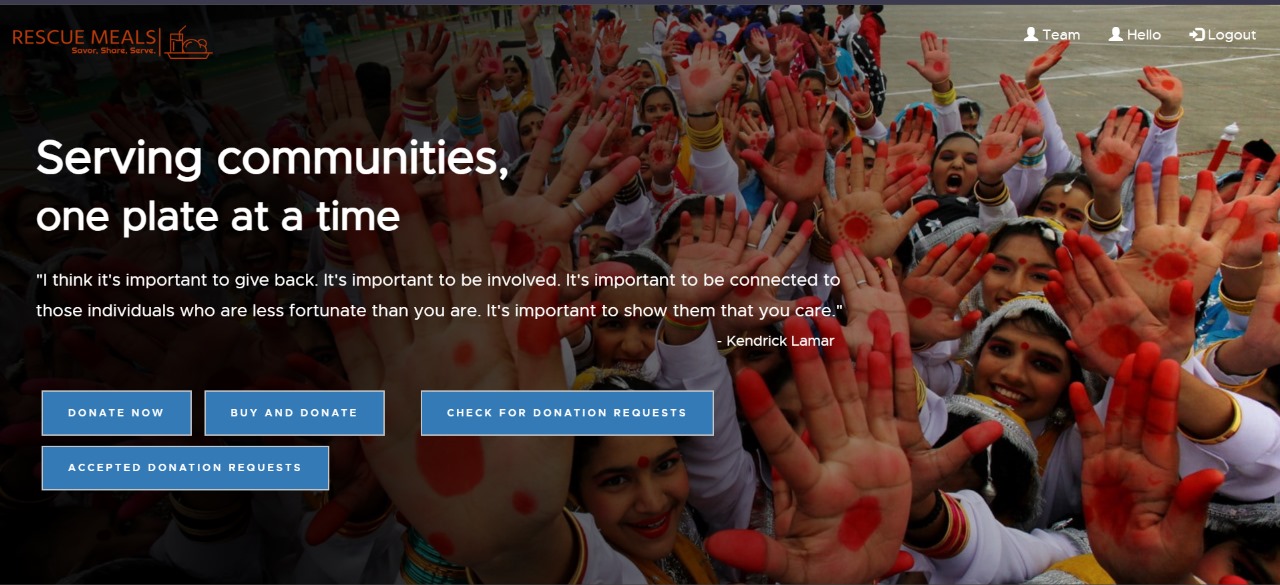 RESCUE MEALS
Savor, Share, Serve.
Team Hello Logout
Serving communities,
one plate at a time
"I think it's important to give back. It's important to be involved. It's important to be connected to
those individuals who are less fortunate than you are. It's important to show them that you care."
- Kendrick Lamar
DONATE NOW BUY AND DONATE CHECK FOR DONATION REQUESTS
ACCEPTED DONATION REQUESTS